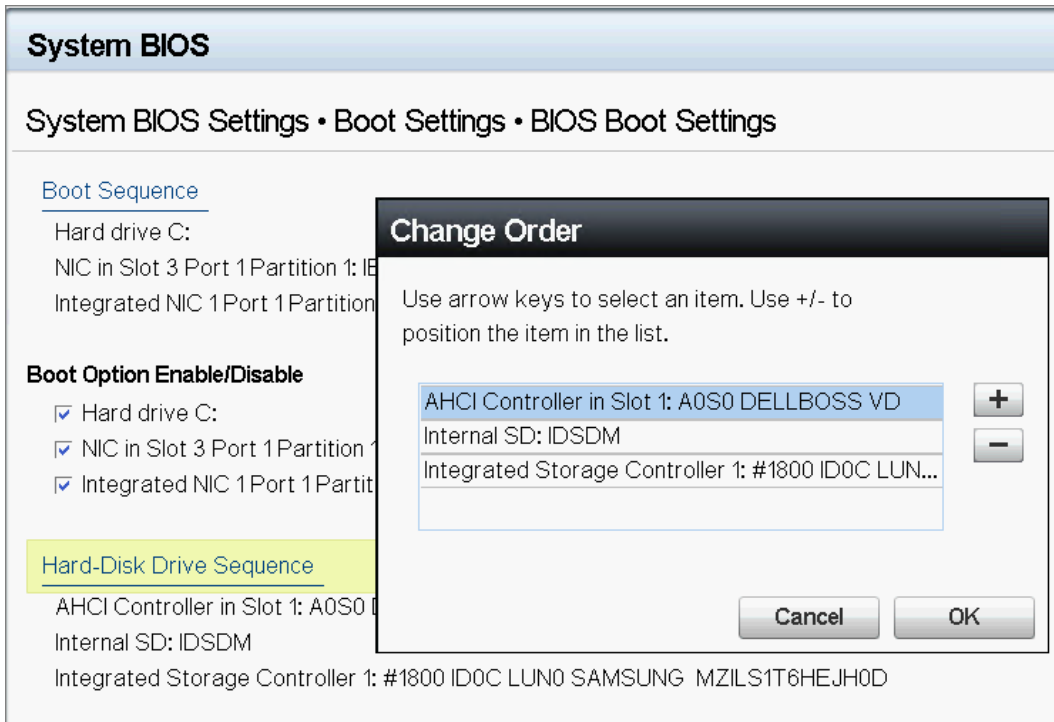 System BIOS
System BIOS Settings • Boot Settings • BIOS Boot Settings
Boot Sequence
Hard drive C:
NIC in Slot 3 Port 1 Partition 1:
Integrated NIC 1 Port 1 Partition
Boot Option Enable/Disable
Hard drive C:
NIC in Slot 3 Port 1 Partition
Integrated NIC 1 Port 1
Hard-Disk Drive Sequence
AHCI Controller in Slot 1: A0S0
Internal SD: IDSDM
Integrated Storage Controller 1: #1800 ID0C LUN0 SAMSUNG MZILS1T6HEJH0D
Change Order
Use arrow keys to select an item. Use +/- to
position the item in the list.
AHCI Controller in Slot 1: A0S0 DELLBOSS VD
Internal SD: IDSDM
Integrated Storage Controller 1: #1800 ID0C LUN...
+
−
Cancel
OK